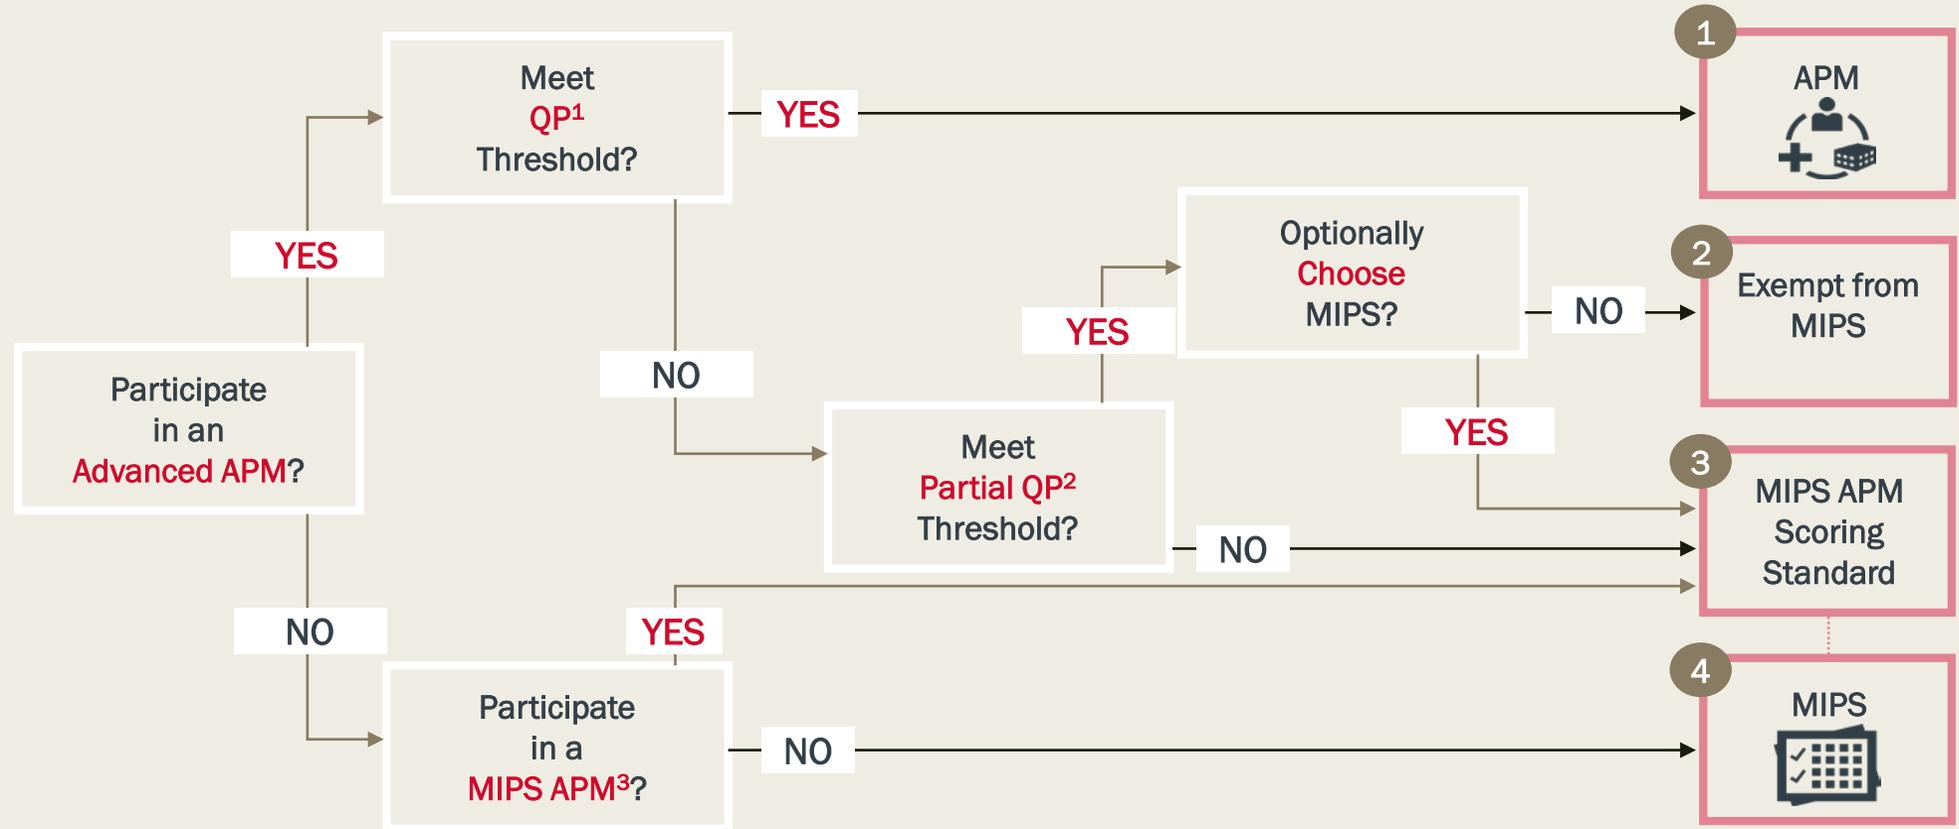 Participate
in an
Advanced APM?
YES
NO
Meet
QP¹
Threshold?
YES
NO
Participate
in a
MIPS APM³?
YES
NO
Meet
Partial QP²
Threshold?
YES
NO
Optionally
Choose
MIPS?
NO
YES
1
APM
2
Exempt from
MIPS
3
MIPS APM
Scoring
Standard
4
MIPS